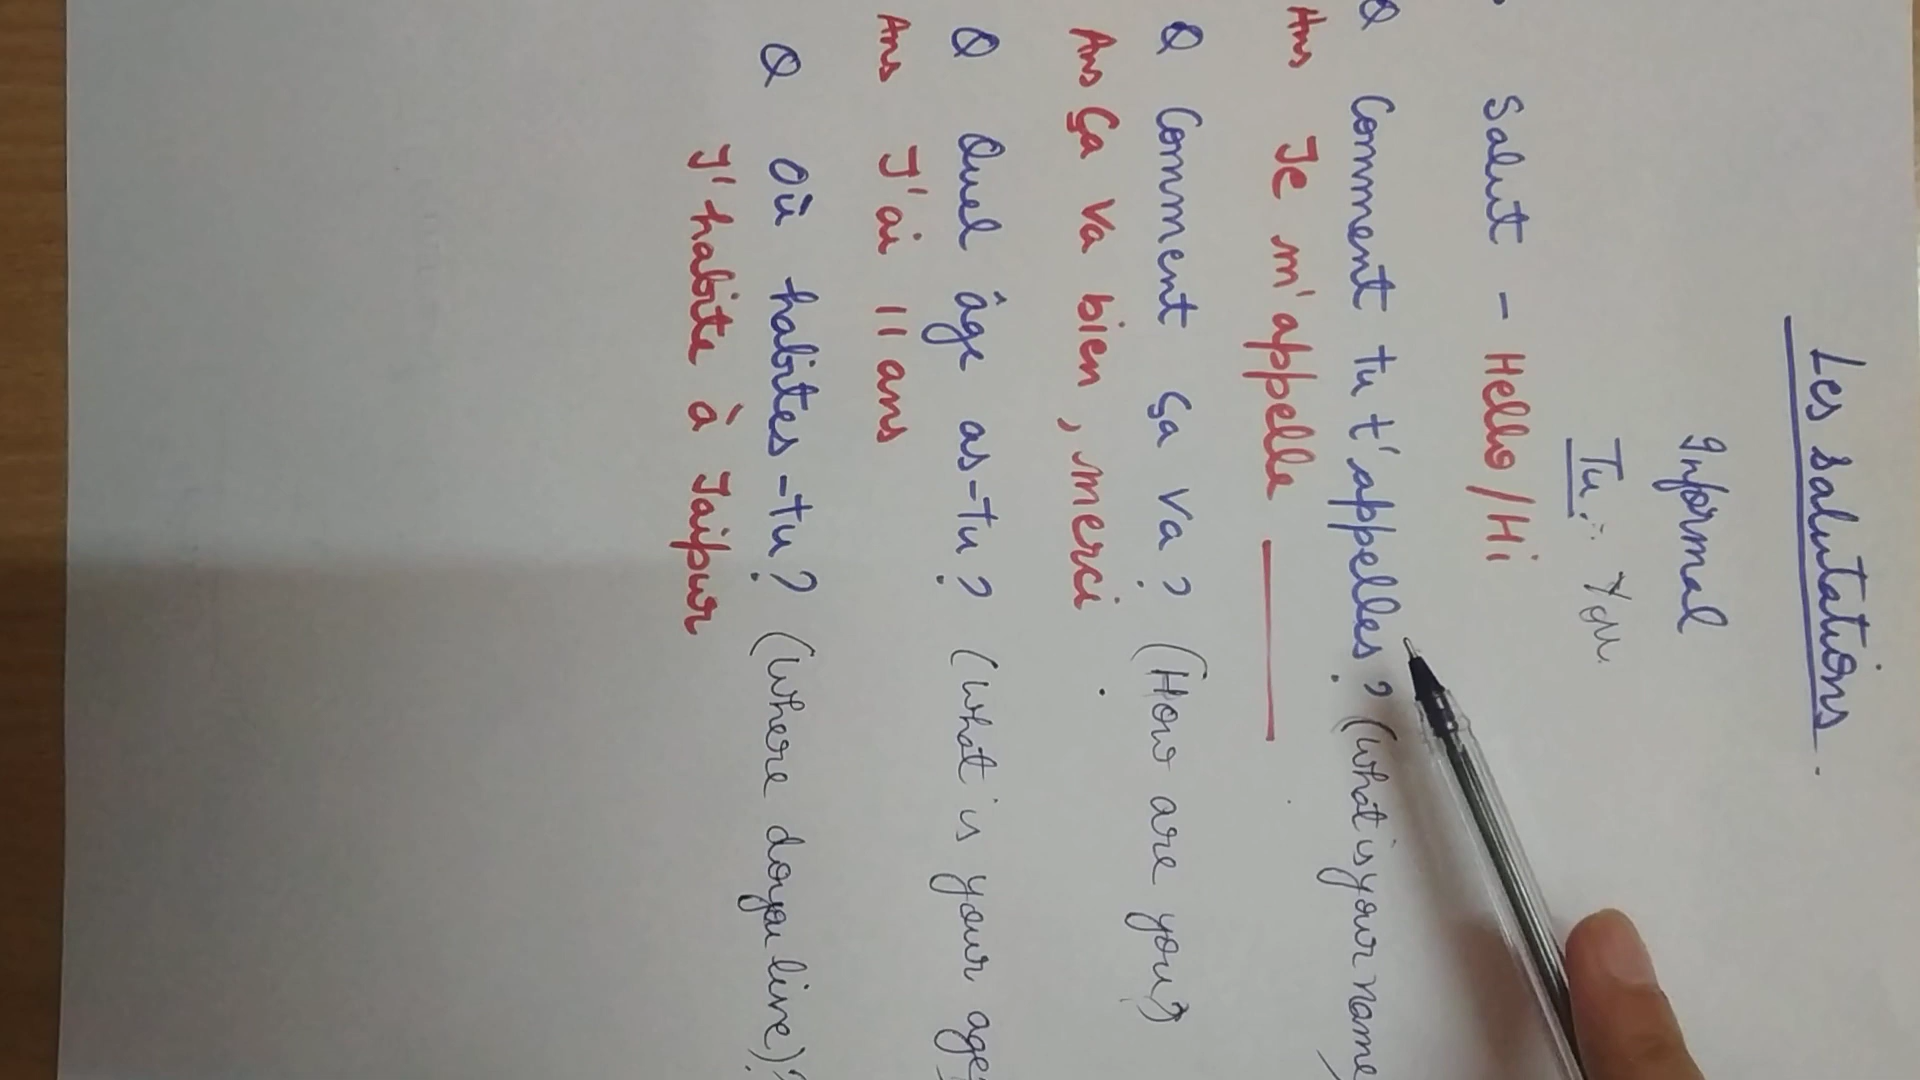 Les Salutations.
Informal
Tu : You
• Salut - Hello/Hi
Q Comment tu t'appelles ? (What is your name)
Ans Je m'appelle ______
Q Comment ça va ? (How are you?)
Ans Ça va bien, merci.
Q Quel âge as-tu ? (What is your age
Ans J'ai 11 ans
Q Où habites-tu ? (Where do you live)?
J'habite à Jaipur